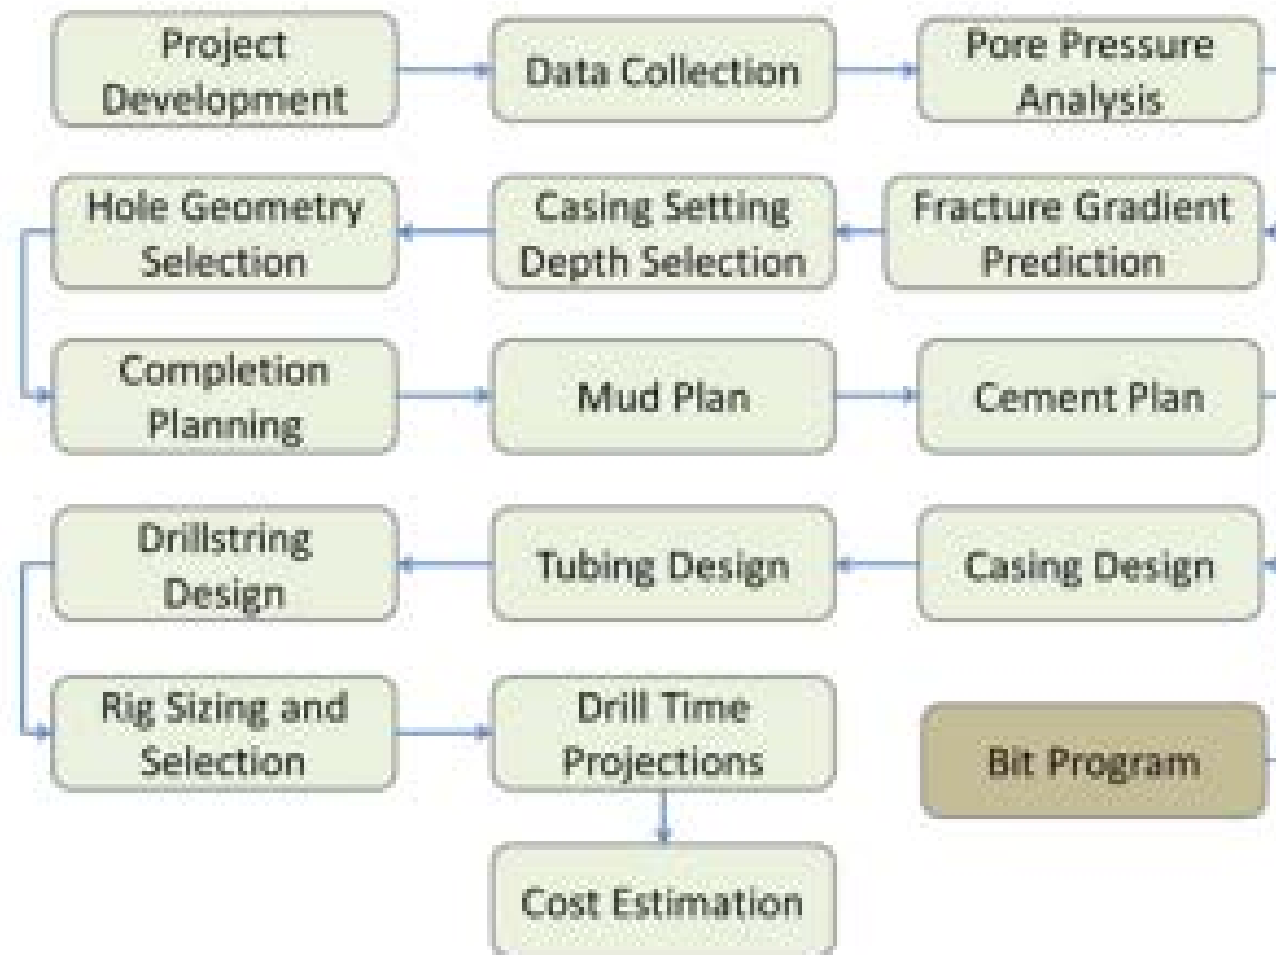 Project
Development
Data Collection
Pore Pressure
Analysis
Hole Geometry
Selection
Casing Setting
Depth Selection
Fracture Gradient
Prediction
Completion
Planning
Mud Plan
Cement Plan
Drillstring
Design
Tubing Design
Casing Design
Rig Sizing and
Selection
Drill Time
Projections
Bit Program
Cost Estimation